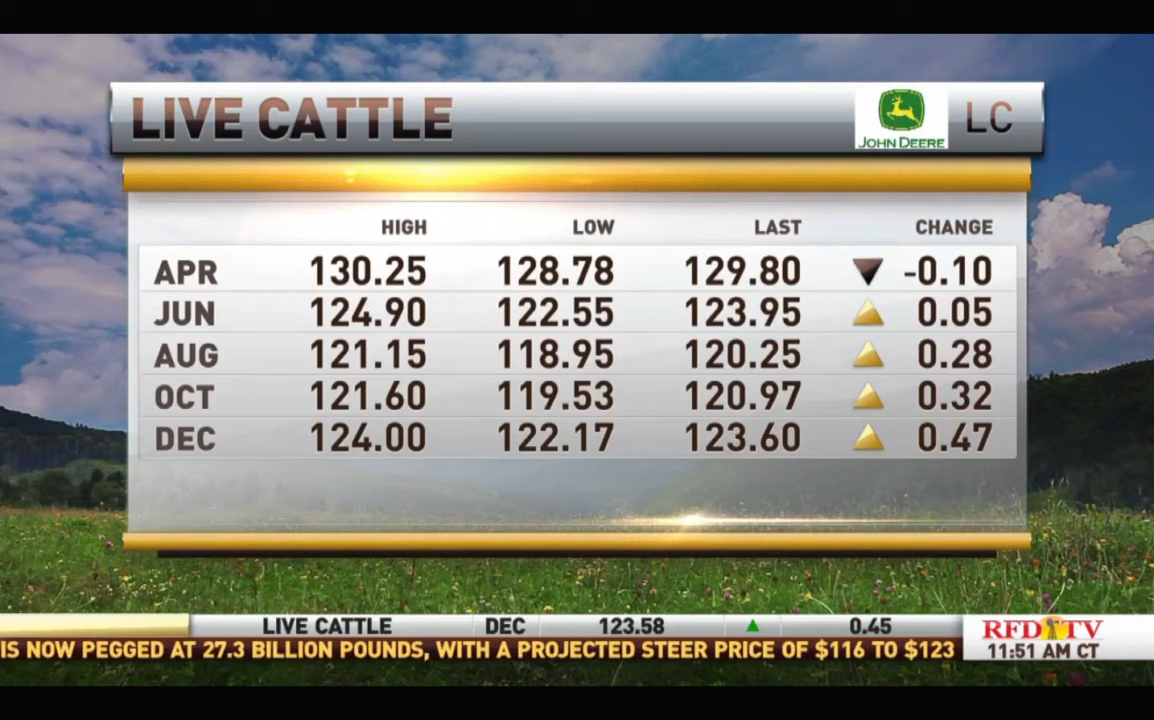 LIVE CATTLE JOHN DEERE LC
HIGH LOW LAST CHANGE
APR 130.25 128.78 129.80 ▼ -0.10
JUN 124.90 122.55 123.95 ▲ 0.05
AUG 121.15 118.95 120.25 ▲ 0.28
OCT 121.60 119.53 120.97 ▲ 0.32
DEC 124.00 122.17 123.60 ▲ 0.47
LIVE CATTLE DEC 123.58 ▲ 0.45 RFD TV
IS NOW PEGGED AT 27.3 BILLION POUNDS, WITH A PROJECTED STEER PRICE OF $116 TO $123 11:51 AM CT